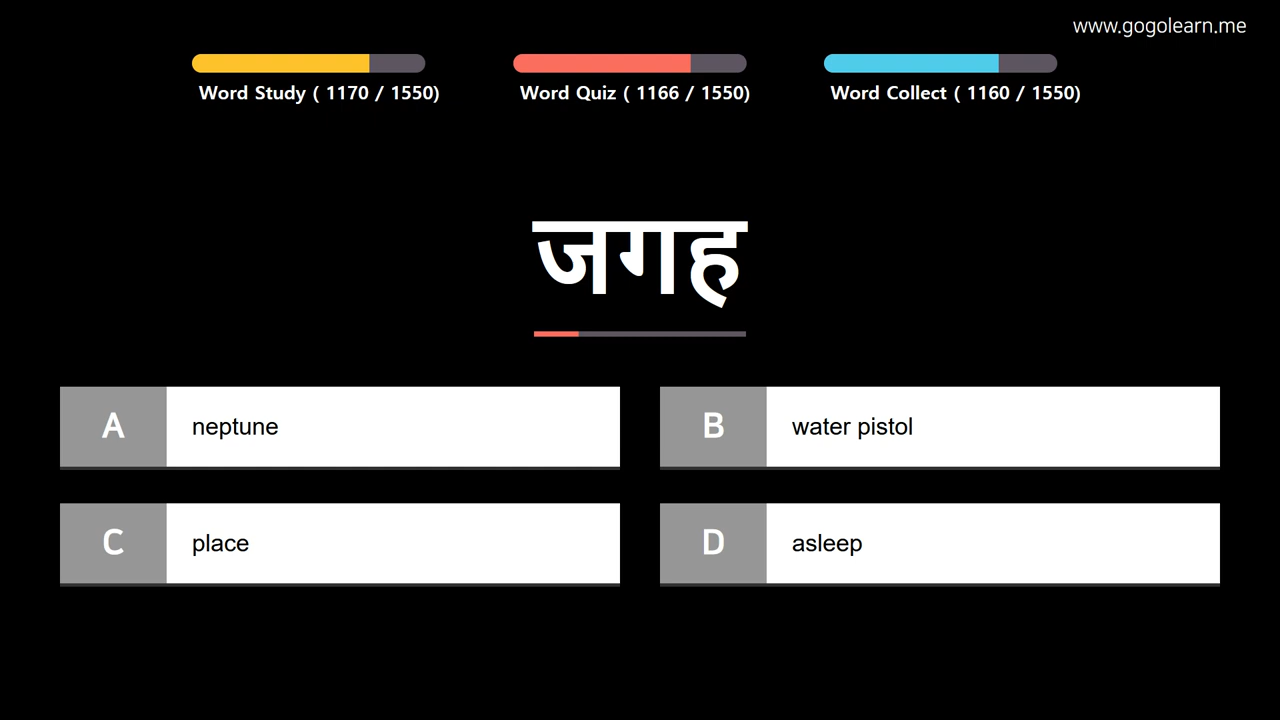 www.gogolearn.me
Word Study ( 1170 / 1550)
Word Quiz ( 1166 / 1550)
Word Collect ( 1160 / 1550)
जगह
A neptune
B water pistol
C place
D asleep